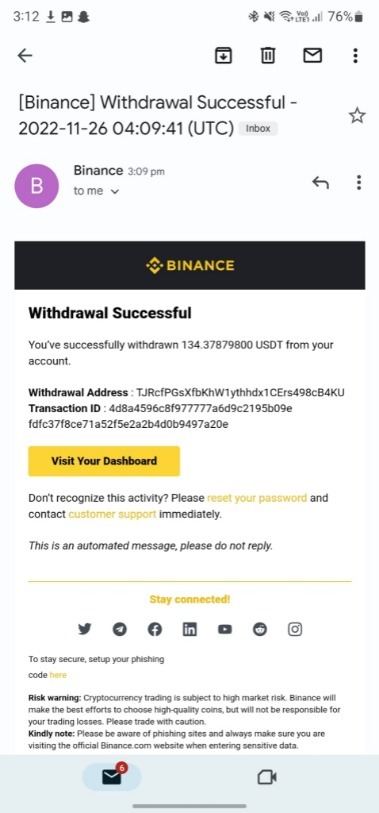 3:12
Vo)) LTE1 76%
[Binance] Withdrawal Successful -
2022-11-26 04:09:41 (UTC) Inbox
B
Binance 3:09 pm
to me
BINANCE
Withdrawal Successful
You've successfully withdrawn 134.37879800 USDT from your
account.
Withdrawal Address : TJRcfPGsXfbKhW1ythhdx1CErs498cB4KU
Transaction ID : 4d8a4596c8f977777a6d9c2195b09e
fdfc37f8ce71a52f5e2a2b4d0b9497a20e
Visit Your Dashboard
Don't recognize this activity? Please reset your password and
contact customer support immediately.
This is an automated message, please do not reply.
Stay connected!
To stay secure, setup your phishing
code here
Risk warning: Cryptocurrency trading is subject to high market risk. Binance will
make the best efforts to choose high-quality coins, but will not be responsible for
your trading losses. Please trade with caution.
Kindly note: Please be aware of phishing sites and always make sure you are
visiting the official Binance.com website when entering sensitive data.
6